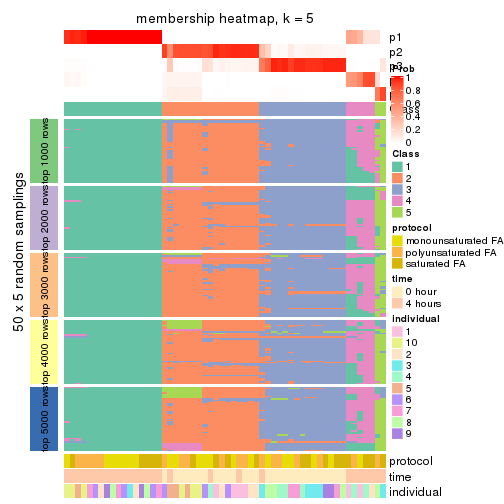 membership heatmap, k = 5
p1
p2
p3
Prob
1
0.8
0.6
0.4
0.2
0
Class
1
2
3
4
5
protocol
monounsaturated FA
polyunsaturated FA
saturated FA
time
0 hour
4 hours
individual
1
10
2
3
4
5
6
7
8
9
50 x 5 random samplings
top 1000 rows
top 2000 rows
top 3000 rows
top 4000 rows
top 5000 rows
protocol
time
individual